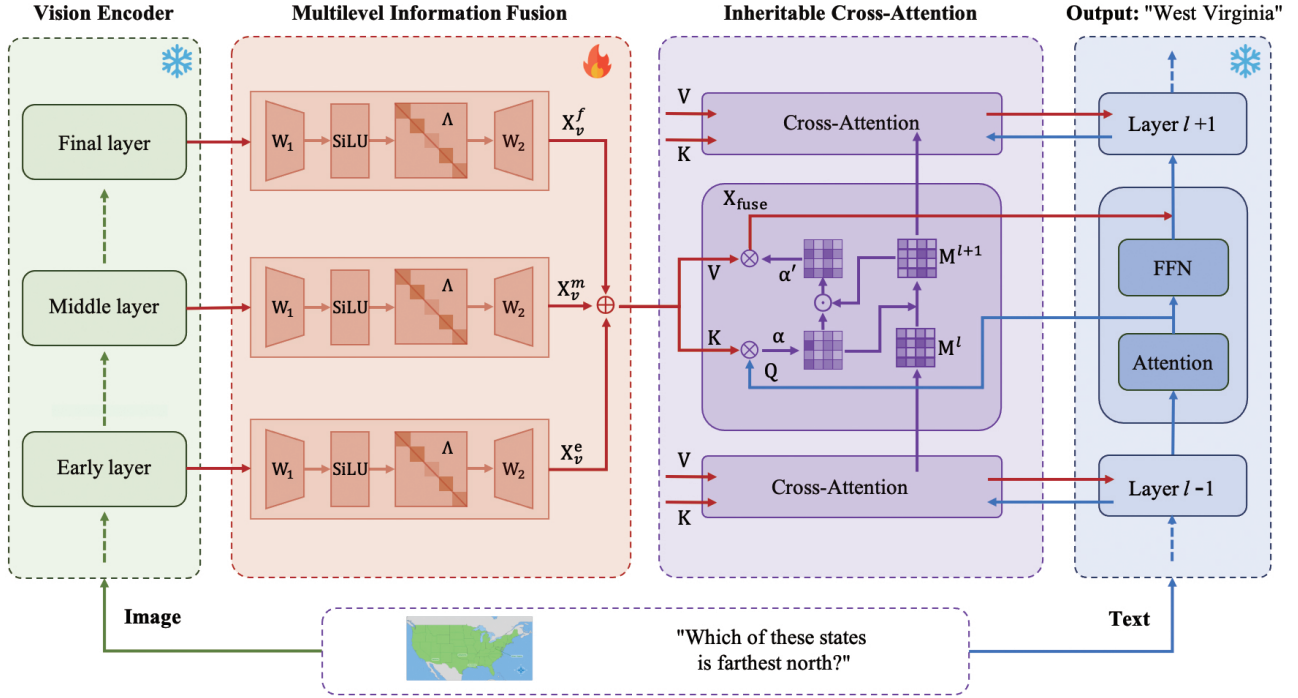 Vision Encoder
Multilevel Information Fusion
Inheritable Cross-Attention
Output: "West Virginia"
Final layer
W₁
SiLU
Λ
W₂
X_v^f
V
K
Cross-Attention
Layer l+1
Middle layer
W₁
SiLU
Λ
W₂
X_v^m
X_fuse
V
α′
M^{l+1}
K
α
Q
M^l
FFN
Attention
Early layer
W₁
SiLU
Λ
W₂
X_v^e
V
K
Cross-Attention
Layer l-1
Image
"Which of these states
is farthest north?"
Text